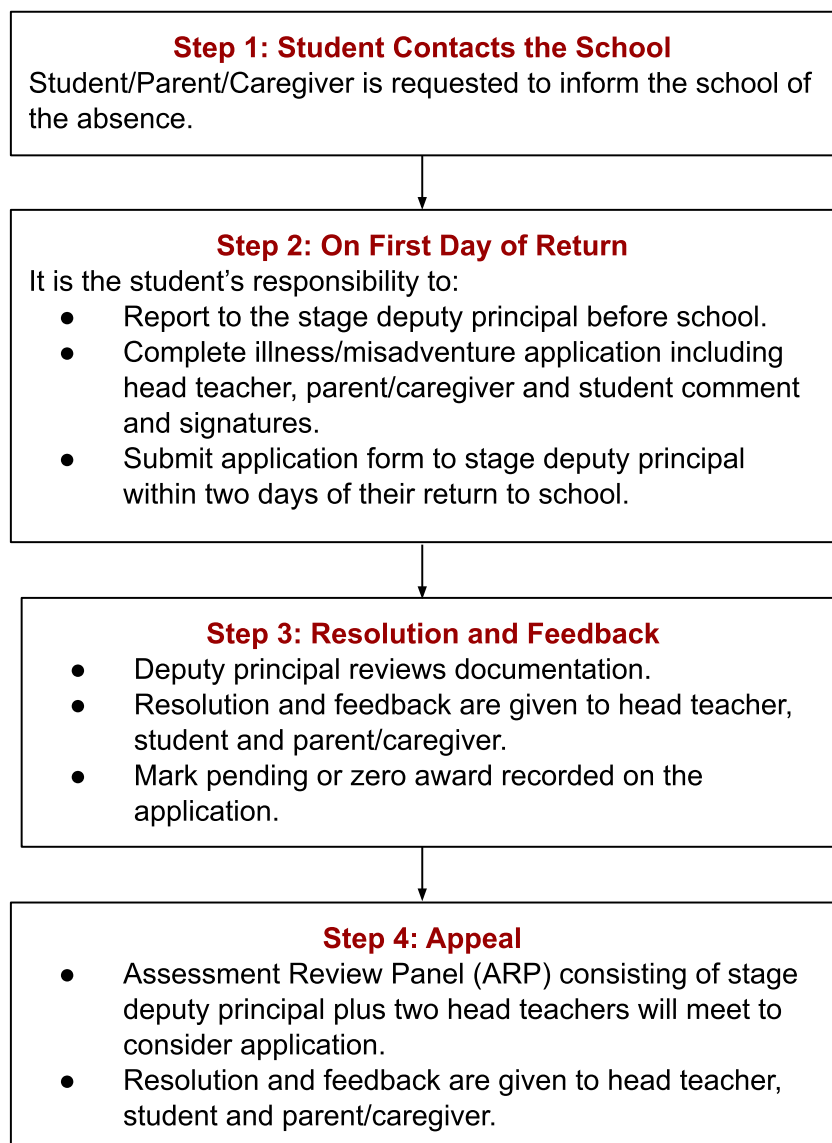 Step 1: Student Contacts the School
Student/Parent/Caregiver is requested to inform the school of
the absence.
Step 2: On First Day of Return
It is the student's responsibility to:
● Report to the stage deputy principal before school.
● Complete illness/misadventure application including
head teacher, parent/caregiver and student comment
and signatures.
● Submit application form to stage deputy principal
within two days of their return to school.
Step 3: Resolution and Feedback
● Deputy principal reviews documentation.
● Resolution and feedback are given to head teacher,
student and parent/caregiver.
● Mark pending or zero award recorded on the
application.
Step 4: Appeal
● Assessment Review Panel (ARP) consisting of stage
deputy principal plus two head teachers will meet to
consider application.
● Resolution and feedback are given to head teacher,
student and parent/caregiver.